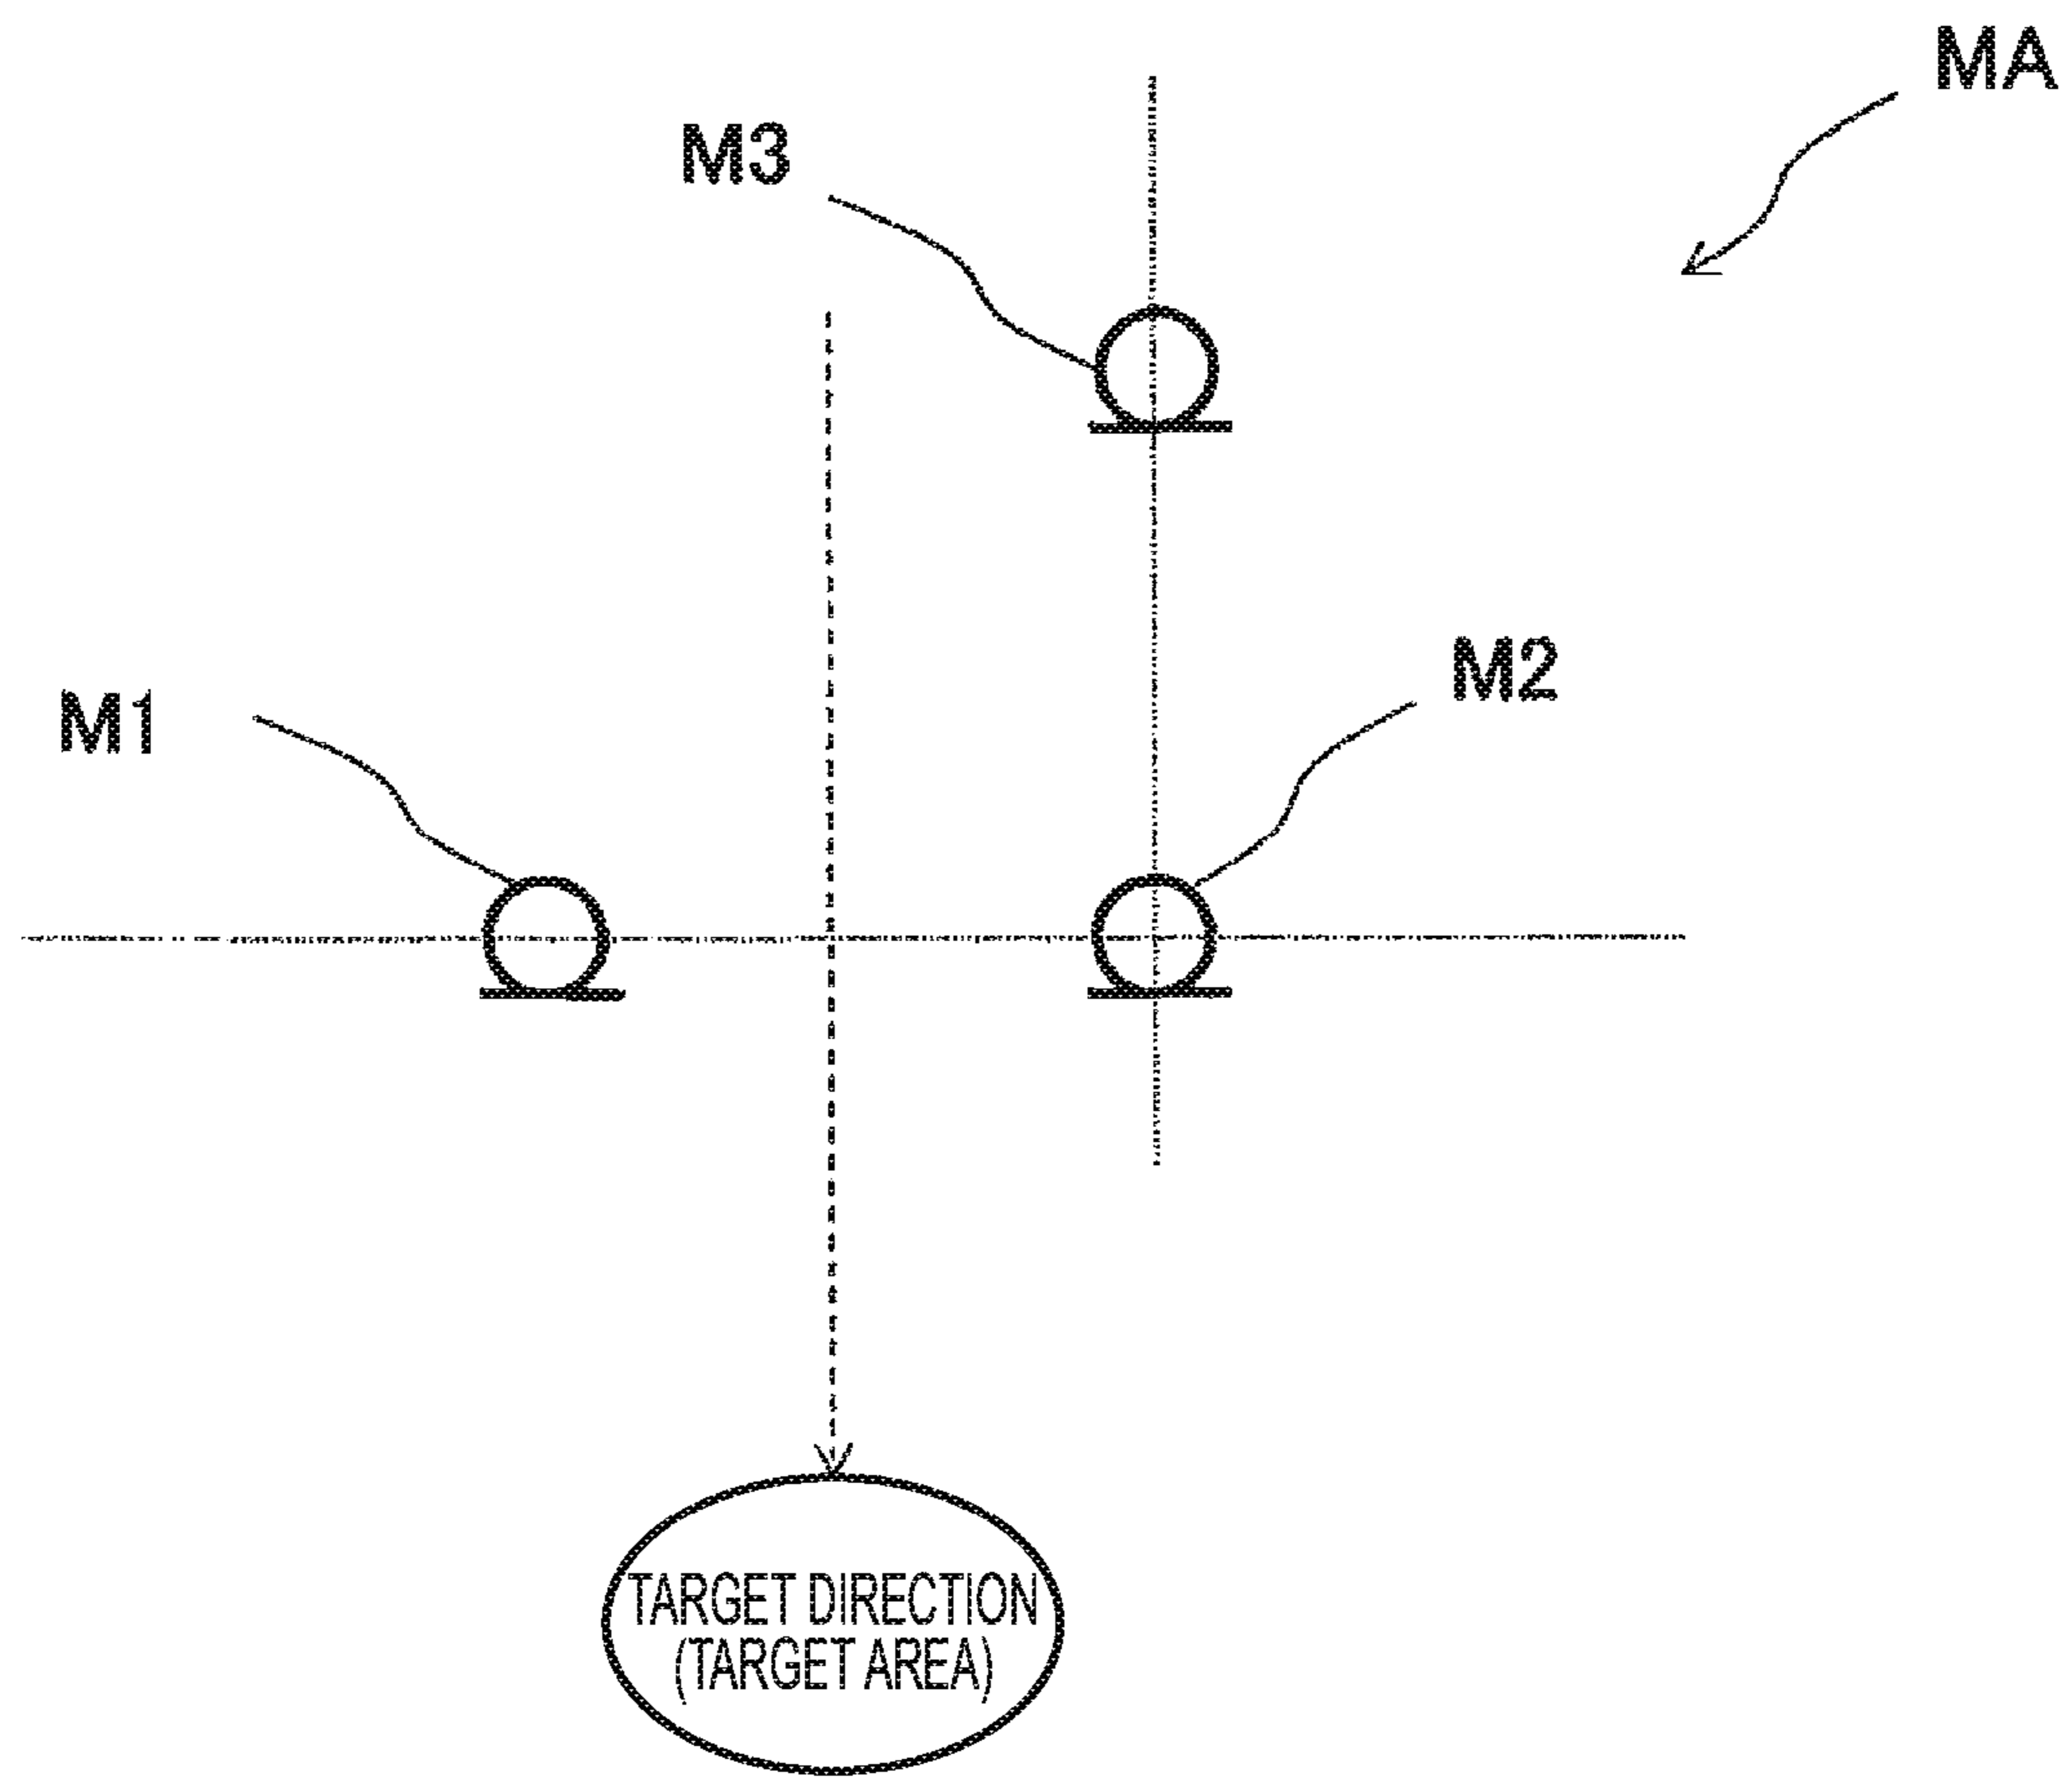 MA
M3
M2
M1
TARGET DIRECTION
(TARGET AREA)